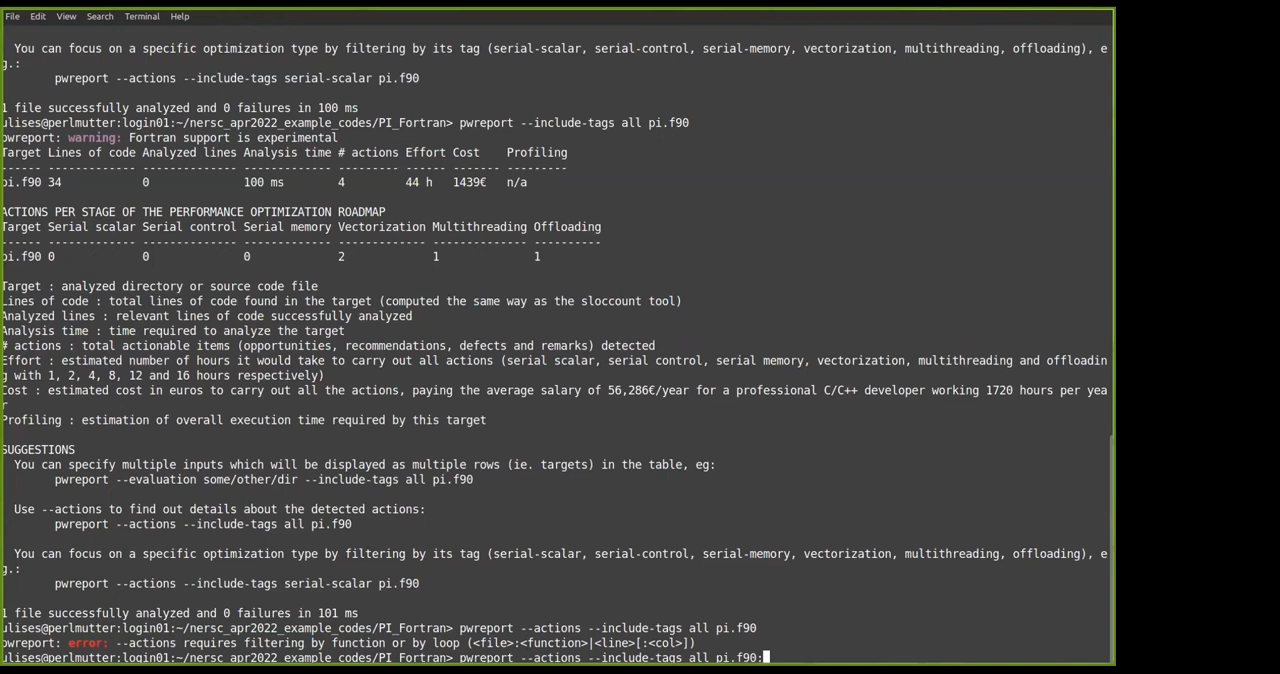 File Edit View Search Terminal Help
You can focus on a specific optimization type by filtering by its tag (serial-scalar, serial-control, serial-memory, vectorization, multithreading, offloading), e
g.:
pwreport --actions --include-tags serial-scalar pi.f90
1 file successfully analyzed and 0 failures in 100 ms
ulises@perlmutter:login01:~/nersc_apr2022_example_codes/PI_Fortran> pwreport --include-tags all pi.f90
pwreport: warning: Fortran support is experimental
Target Lines of code Analyzed lines Analysis time # actions Effort Cost Profiling
------ ------------- -------------- ------------- --------- ------ ------- ---------
pi.f90 34 0 100 ms 4 44 h 1439€ n/a
ACTIONS PER STAGE OF THE PERFORMANCE OPTIMIZATION ROADMAP
Target Serial scalar Serial control Serial memory Vectorization Multithreading Offloading
------ ------------- -------------- ------------- ------------- -------------- ----------
pi.f90 0 0 0 2 1 1
Target : analyzed directory or source code file
Lines of code : total lines of code found in the target (computed the same way as the sloccount tool)
Analyzed lines : relevant lines of code successfully analyzed
Analysis time : time required to analyze the target
# actions : total actionable items (opportunities, recommendations, defects and remarks) detected
Effort : estimated number of hours it would take to carry out all actions (serial scalar, serial control, serial memory, vectorization, multithreading and offloadin
g with 1, 2, 4, 8, 12 and 16 hours respectively)
Cost : estimated cost in euros to carry out all the actions, paying the average salary of 56,286€/year for a professional C/C++ developer working 1720 hours per yea
r
Profiling : estimation of overall execution time required by this target
SUGGESTIONS
You can specify multiple inputs which will be displayed as multiple rows (ie. targets) in the table, eg:
pwreport --evaluation some/other/dir --include-tags all pi.f90
Use --actions to find out details about the detected actions:
pwreport --actions --include-tags all pi.f90
You can focus on a specific optimization type by filtering by its tag (serial-scalar, serial-control, serial-memory, vectorization, multithreading, offloading), e
g.:
pwreport --actions --include-tags serial-scalar pi.f90
1 file successfully analyzed and 0 failures in 101 ms
ulises@perlmutter:login01:~/nersc_apr2022_example_codes/PI_Fortran> pwreport --actions --include-tags all pi.f90
pwreport: error: --actions requires filtering by function or by loop (<file>:<function>|<line>[:<col>])
ulises@perlmutter:login01:~/nersc_apr2022_example_codes/PI_Fortran> pwreport --actions --include-tags all pi.f90: